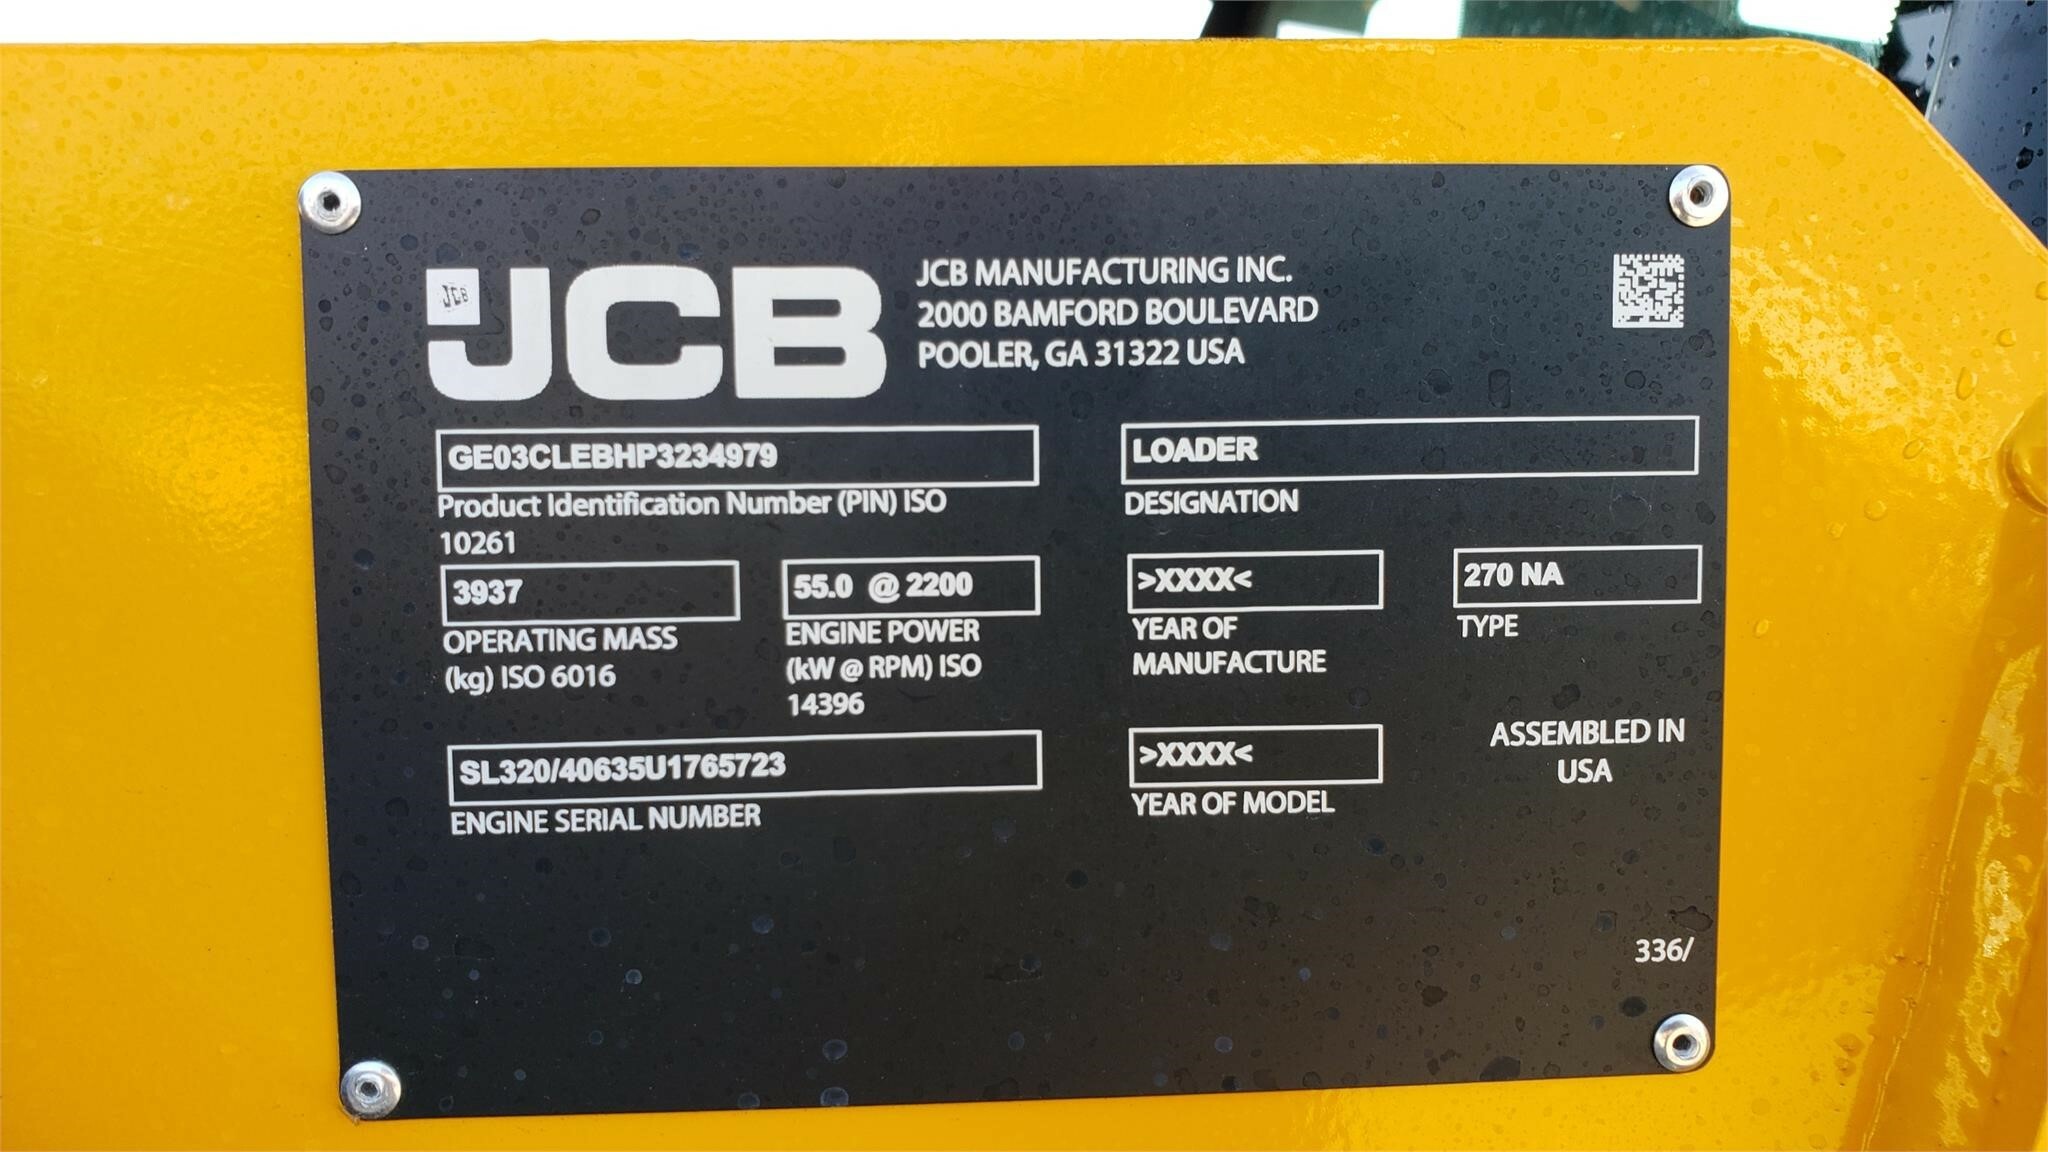 JCB
JCB
JCB MANUFACTURING INC.
2000 BAMFORD BOULEVARD
POOLER, GA 31322 USA
GE03CLEBHP3234979
Product Identification Number (PIN) ISO
10261
LOADER
DESIGNATION
3937
OPERATING MASS
(kg) ISO 6016
55.0 @ 2200
ENGINE POWER
(kW @ RPM) ISO
14396
>XXXX<
YEAR OF
MANUFACTURE
270 NA
TYPE
SL320/40635U1765723
ENGINE SERIAL NUMBER
>XXXX<
YEAR OF MODEL
ASSEMBLED IN
USA
336/